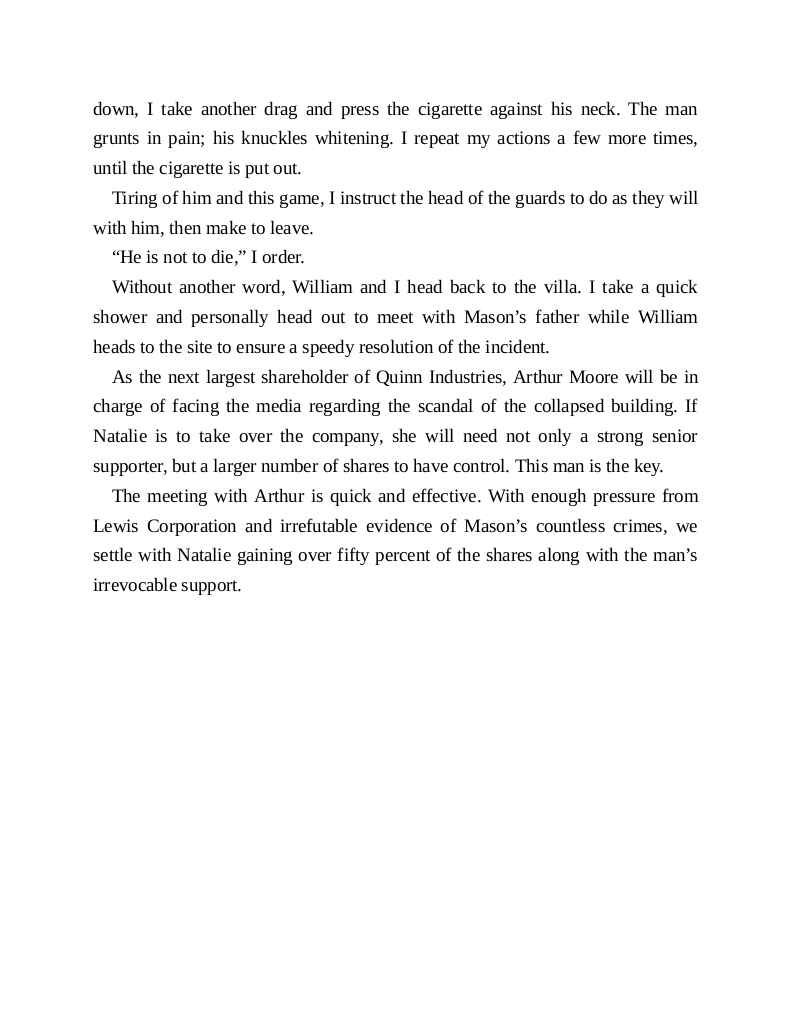 down, I take another drag and press the cigarette against his neck. The man
grunts in pain; his knuckles whitening. I repeat my actions a few more times,
until the cigarette is put out.
Tiring of him and this game, I instruct the head of the guards to do as they will
with him, then make to leave.
“He is not to die,” I order.
Without another word, William and I head back to the villa. I take a quick
shower and personally head out to meet with Mason’s father while William
heads to the site to ensure a speedy resolution of the incident.
As the next largest shareholder of Quinn Industries, Arthur Moore will be in
charge of facing the media regarding the scandal of the collapsed building. If
Natalie is to take over the company, she will need not only a strong senior
supporter, but a larger number of shares to have control. This man is the key.
The meeting with Arthur is quick and effective. With enough pressure from
Lewis Corporation and irrefutable evidence of Mason’s countless crimes, we
settle with Natalie gaining over fifty percent of the shares along with the man’s
irrevocable support.